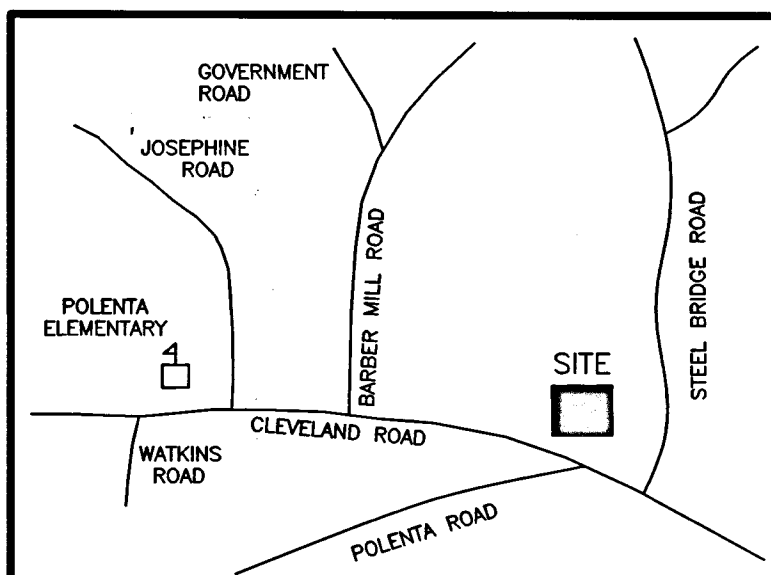 GOVERNMENT
ROAD
JOSEPHINE
ROAD
BARBER MILL ROAD
STEEL BRIDGE ROAD
POLENTA
ELEMENTARY
SITE
CLEVELAND ROAD
WATKINS
ROAD
POLENTA ROAD